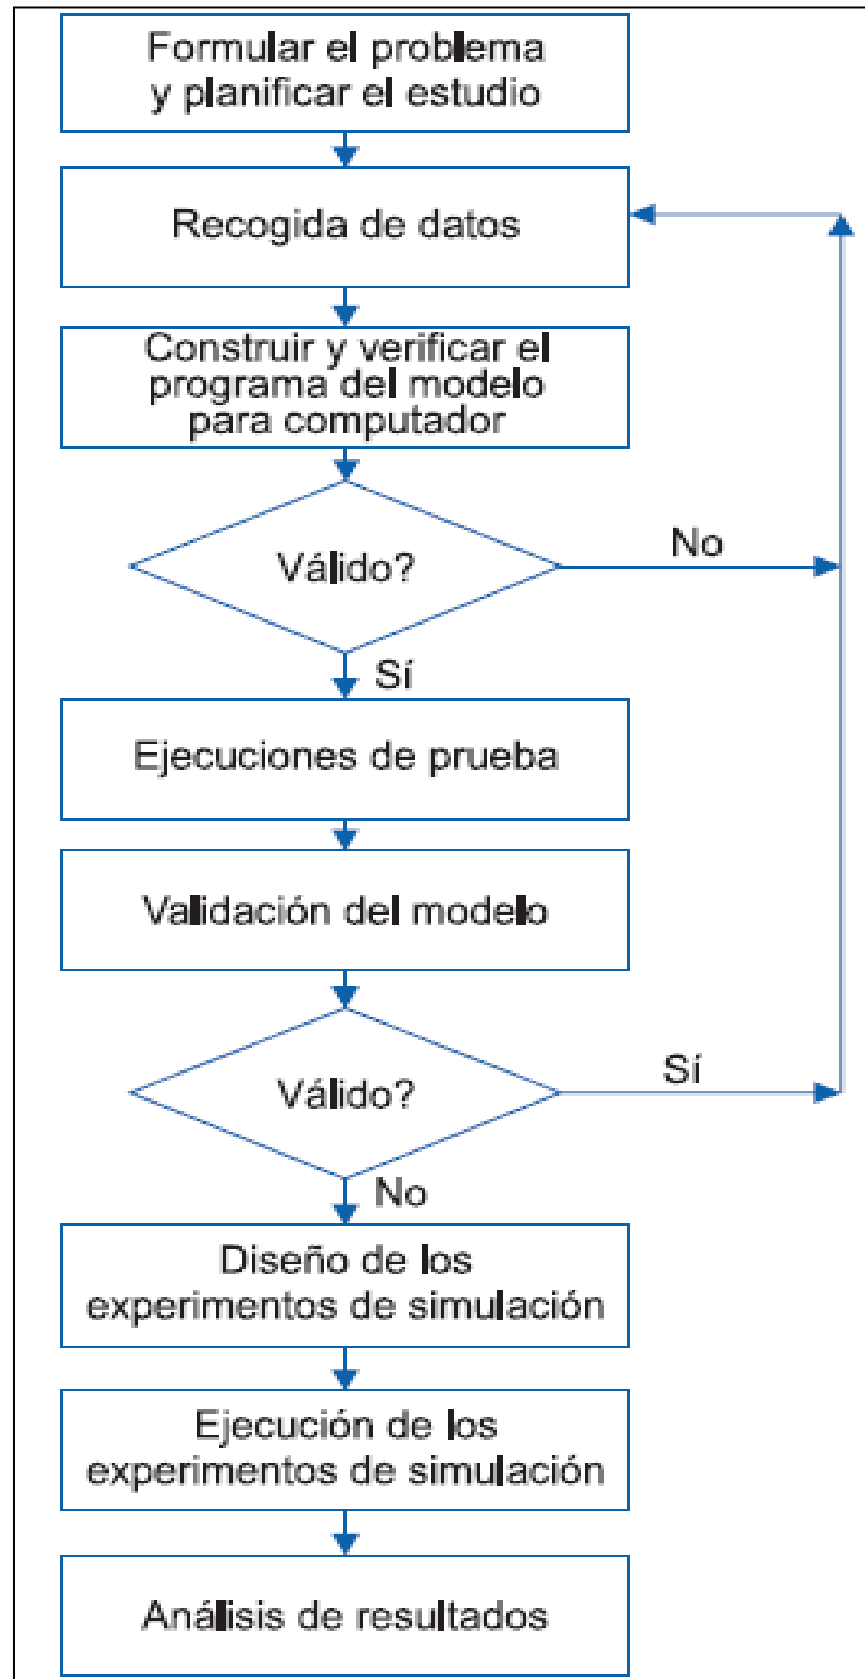 Formular el problema
y planificar el estudio
Recogida de datos
Construir y verificar el
programa del modelo
para computador
Válido?
No
Sí
Ejecuciones de prueba
Validación del modelo
Válido?
Sí
No
Diseño de los
experimentos de simulación
Ejecución de los
experimentos de simulación
Análisis de resultados